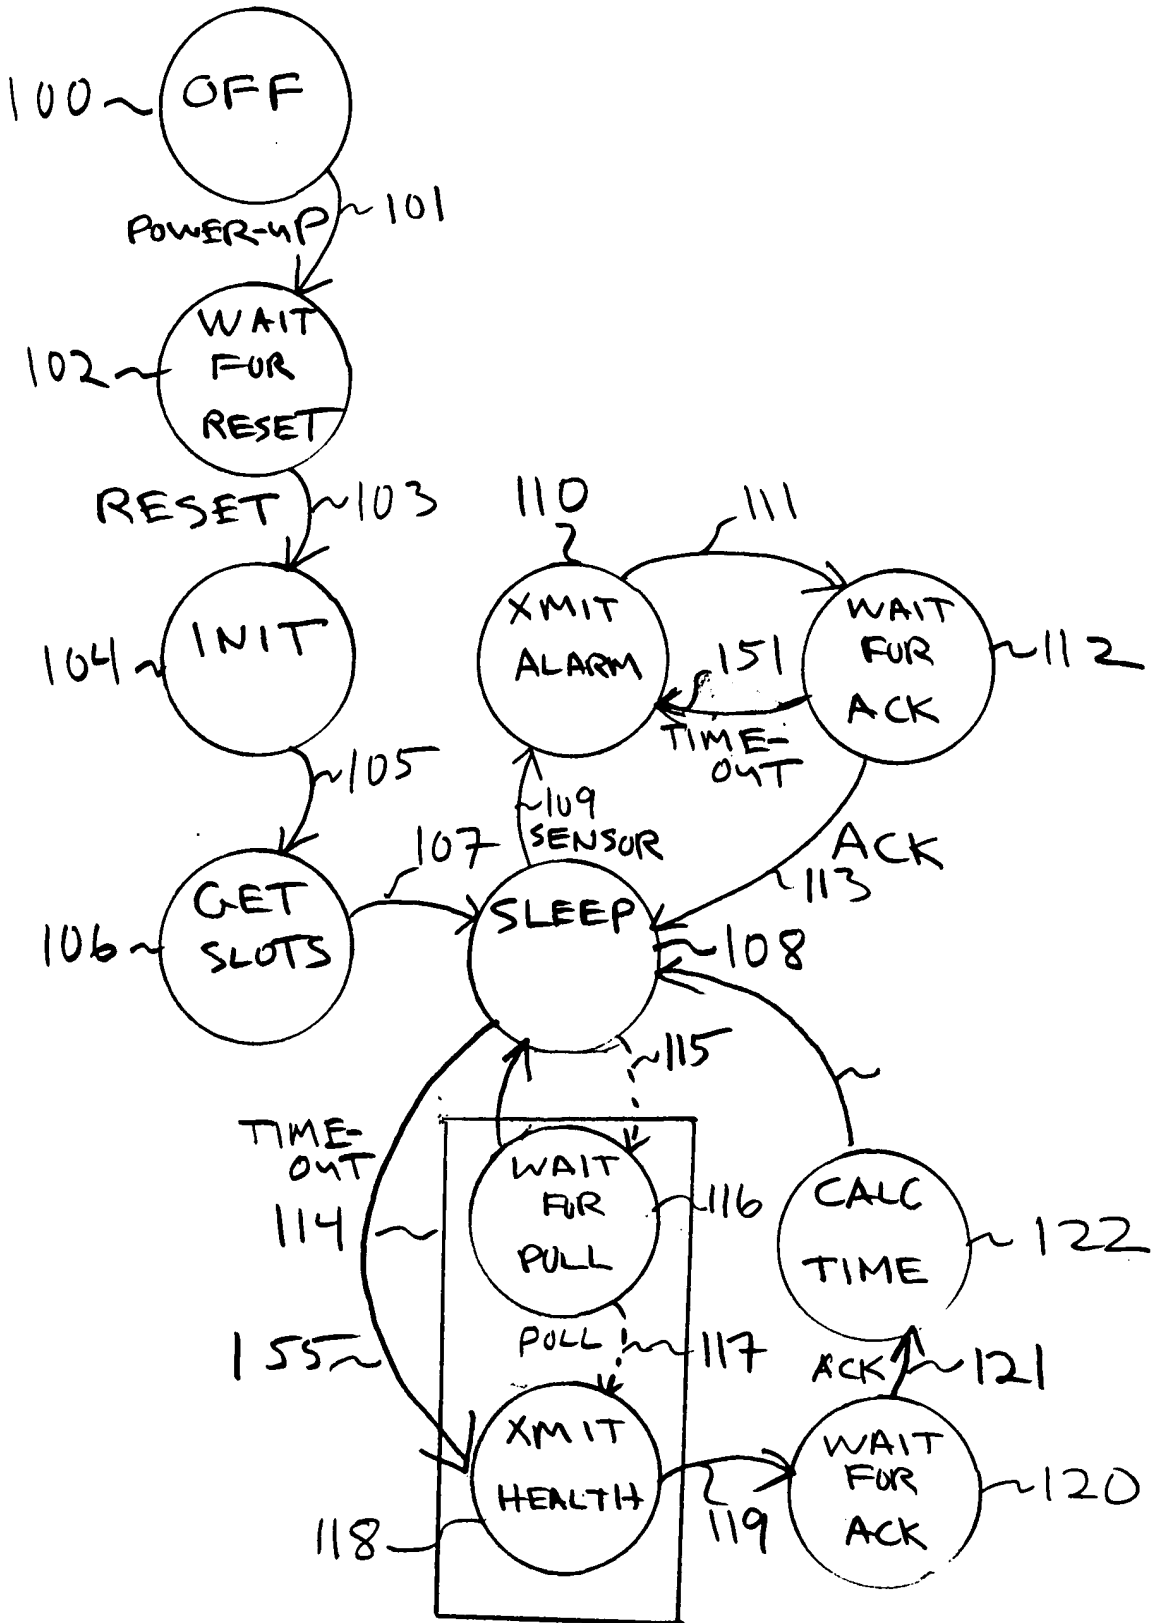 OFF
100
101
POWER-UP
WAIT
FOR
RESET
102
RESET
103
INIT
104
105
GET
SLOTS
106
107
110
111
XMIT
ALARM
WAIT
FOR
ACK
112
151
TIME-
OUT
109
SENSOR
ACK
113
SLEEP
108
115
TIME-
OUT
114
WAIT
FOR
PULL
116
CALC
TIME
122
155
POLL
117
ACK
121
XMIT
HEALTH
118
119
WAIT
FOR
ACK
120